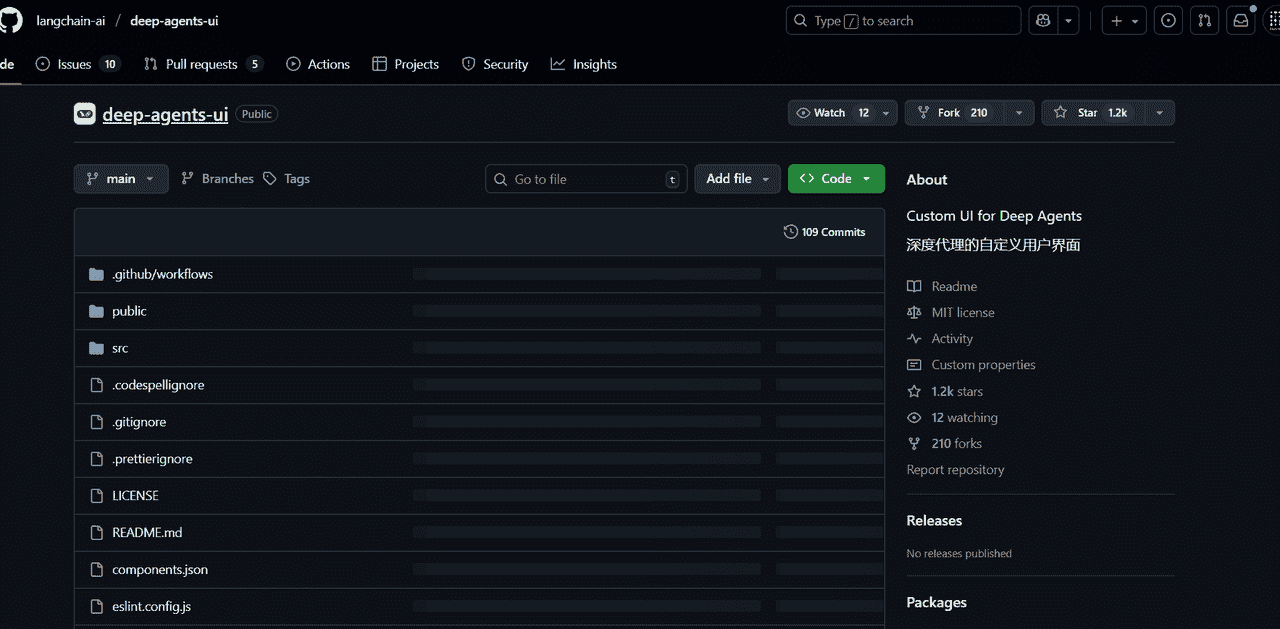 langchain-ai / deep-agents-ui
Type / to search
de
Issues 10
Pull requests 5
Actions
Projects
Security
Insights
deep-agents-ui Public
Watch 12
Fork 210
Star 1.2k
main
Branches
Tags
Go to file t
Add file
Code
109 Commits
.github/workflows
public
src
.codespellignore
.gitignore
.prettierignore
LICENSE
README.md
components.json
eslint.config.js
About
Custom UI for Deep Agents
深度代理的自定义用户界面
Readme
MIT license
Activity
Custom properties
1.2k stars
12 watching
210 forks
Report repository
Releases
No releases published
Packages